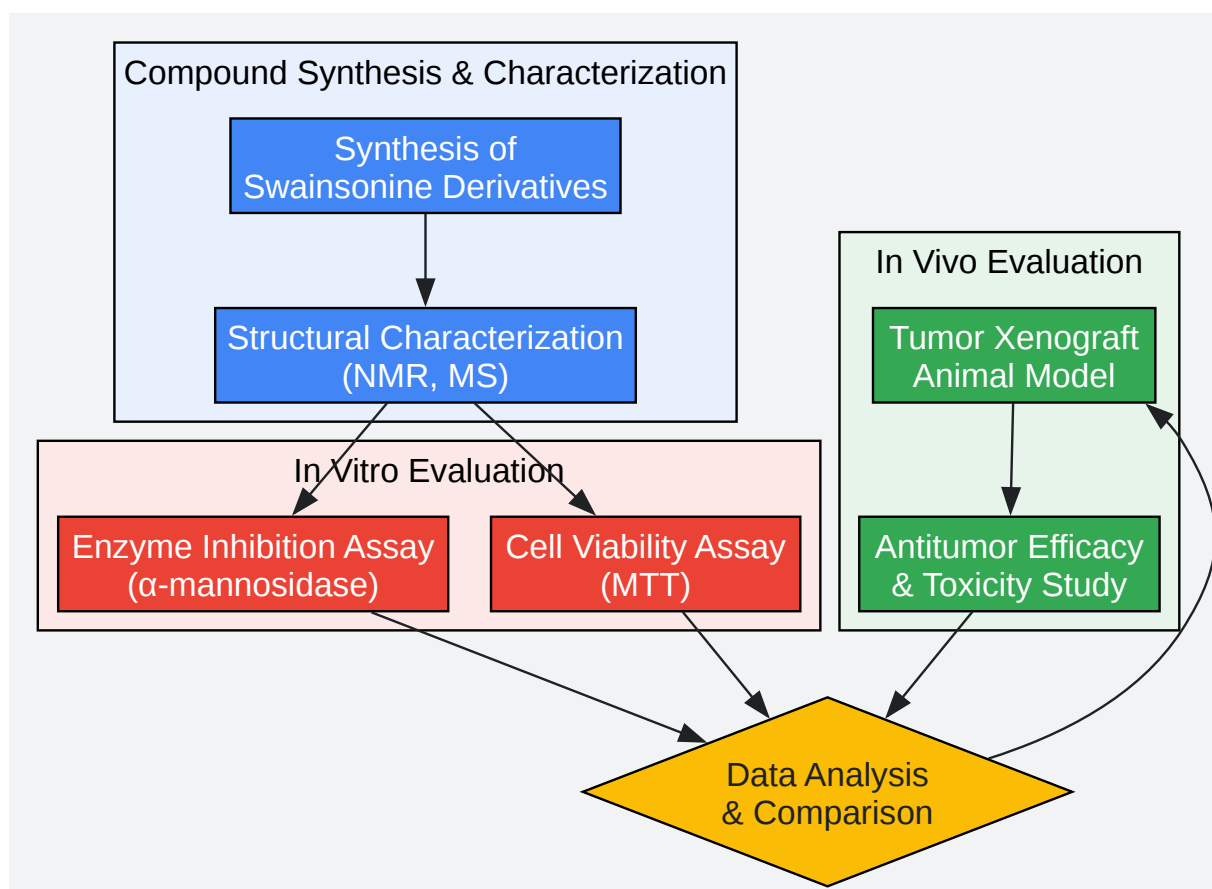 Compound Synthesis & Characterization
Synthesis of
Swainsonine Derivatives
Structural Characterization
(NMR, MS)
In Vitro Evaluation
Enzyme Inhibition Assay
(α-mannosidase)
Cell Viability Assay
(MTT)
In Vivo Evaluation
Tumor Xenograft
Animal Model
Antitumor Efficacy
& Toxicity Study
Data Analysis
& Comparison